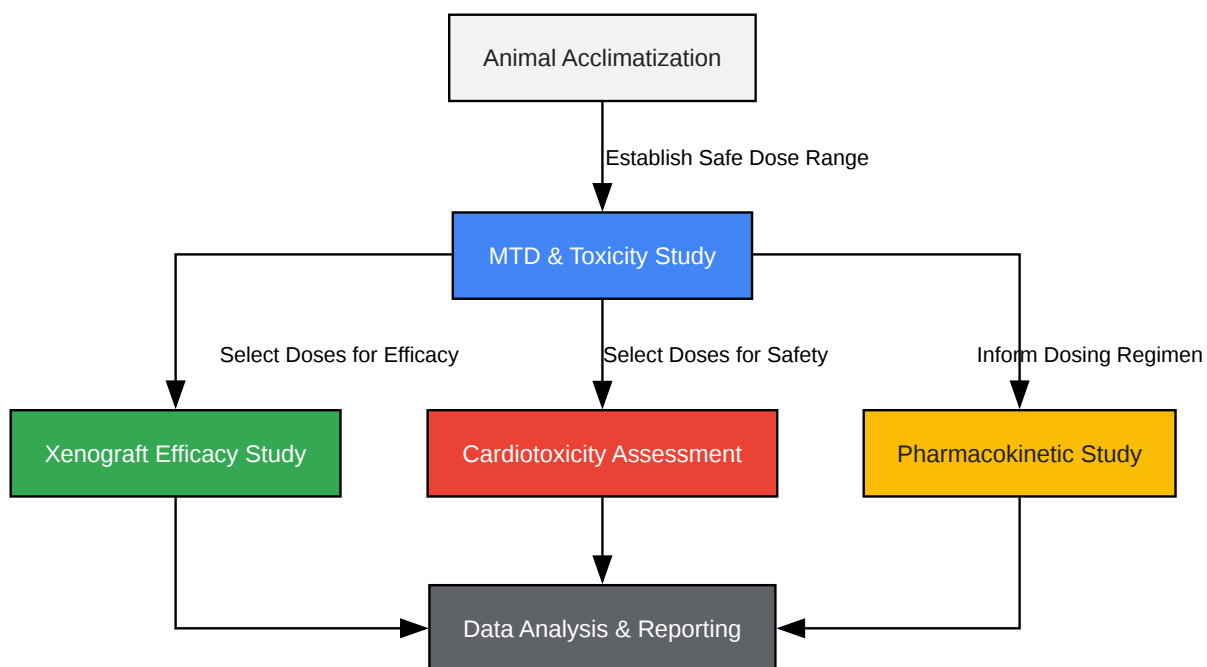 Animal Acclimatization
Establish Safe Dose Range
MTD & Toxicity Study
Select Doses for Efficacy
Select Doses for Safety
Inform Dosing Regimen
Xenograft Efficacy Study
Cardiotoxicity Assessment
Pharmacokinetic Study
Data Analysis & Reporting